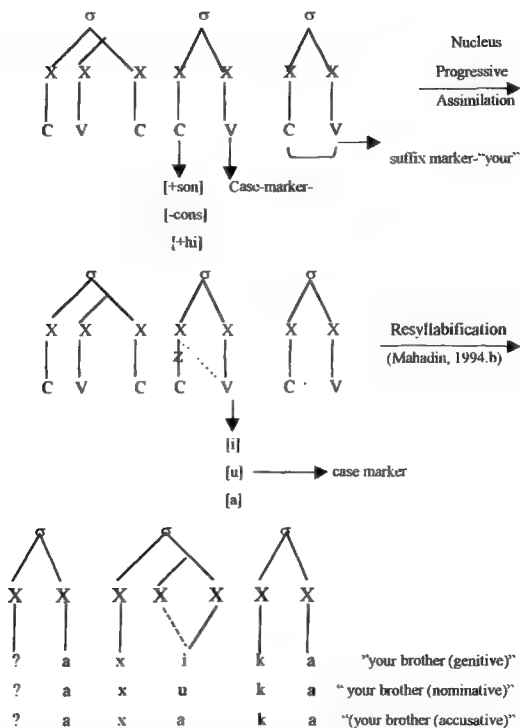 σ σ σ
Nucleus
X X X X X X X
Progressive
Assimilation
C V C C V C V
suffix marker-"your"
[+son] Case-marker-
[-cons]
[+hi]
σ σ σ
X X X X X X X
Resyllabification
(Mahadin, 1994.b)
C V C C V C V
[i]
[u] case marker
[a]
σ σ σ
X X X X X X X
? a x i k a "your brother (genitive)"
? a x u k a "your brother (nominative)"
? a x a k a "(your brother (accusative)"